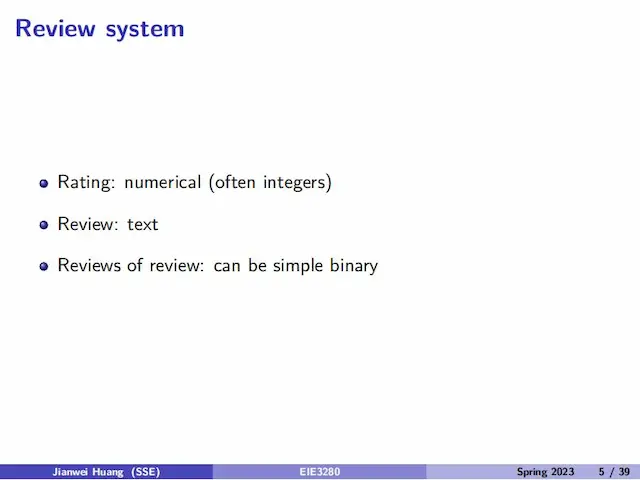 Review system
Rating: numerical (often integers)
Review: text
Reviews of review: can be simple binary
Jianwei Huang (SSE) EIE3280 Spring 2023 5 / 39